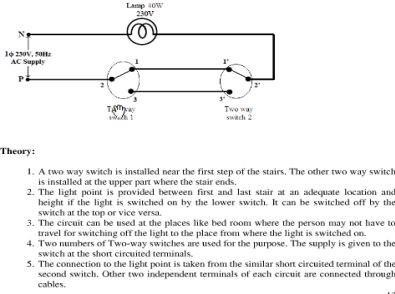 Lamp 40W
230V
N
1ϕ 230V, 50Hz
AC Supply
P
1
1'
2
2'
3
3'
Two way
switch 2
switch 1
Theory:
1. A two way switch is installed near the first step of the stairs. The other two way switch
is installed at the upper part where the stair ends.
2. The light point is provided between first and last stair at an adequate location and
height if the light is switched on by the lower switch. It can be switched off by the
switch at the top or vice versa.
3. The circuit can be used at the places like bed room where the person may not have to
travel for switching off the light to the place from where the light is switched on.
4. Two numbers of Two-way switches are used for the purpose. The supply is given to the
switch at the short circuited terminals.
5. The connection to the light point is taken from the similar short circuited terminal of the
second switch. Other two independent terminals of each circuit are connected through
cables.